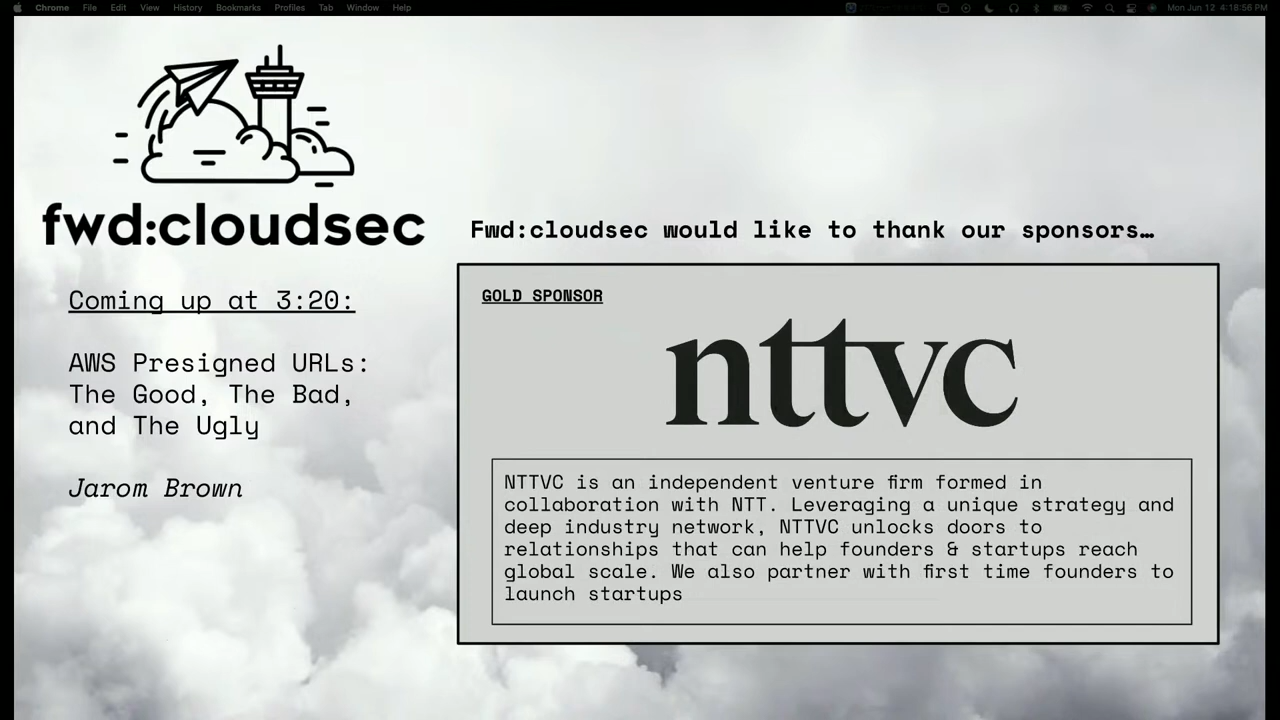 Chrome File Edit View History Bookmarks Profiles Tab Window Help
Mon Jun 12 4:18:56 PM
fwd:cloudsec
Coming up at 3:20:
AWS Presigned URLs:
The Good, The Bad,
and The Ugly
Jarom Brown
Fwd:cloudsec would like to thank our sponsors…
GOLD SPONSOR
nttvc
NTTVC is an independent venture firm formed in
collaboration with NTT. Leveraging a unique strategy and
deep industry network, NTTVC unlocks doors to
relationships that can help founders & startups reach
global scale. We also partner with first time founders to
launch startups